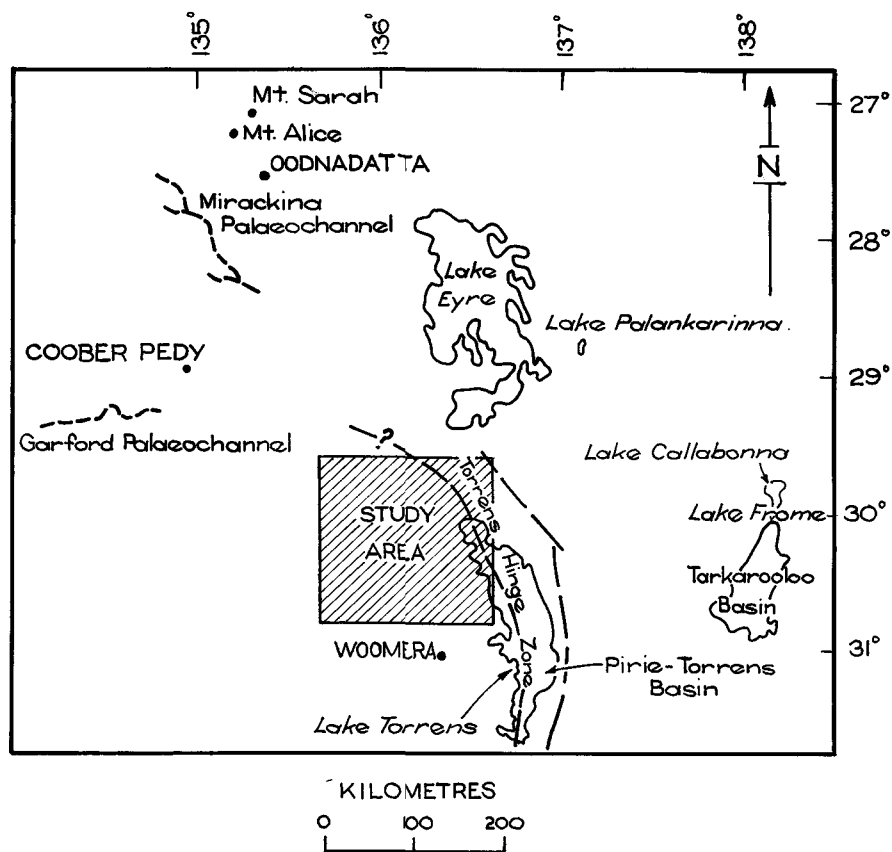 135°
136°
137°
138°
Mt. Sarah
27°
Mt. Alice
OODNADATTA
N
Mirackina
Palaeochannel
28°
Lake
Eyre
Lake Palankarinna.
COOBER PEDY
29°
Garford Palaeochannel
?
Lake Callabonna
Torrens
Hinge
Zone
STUDY
AREA
Lake Frome
30°
Tarkarooloo
Basin
WOOMERA
31°
Pirie-Torrens
Basin
Lake Torrens
KILOMETRES
0 100 200